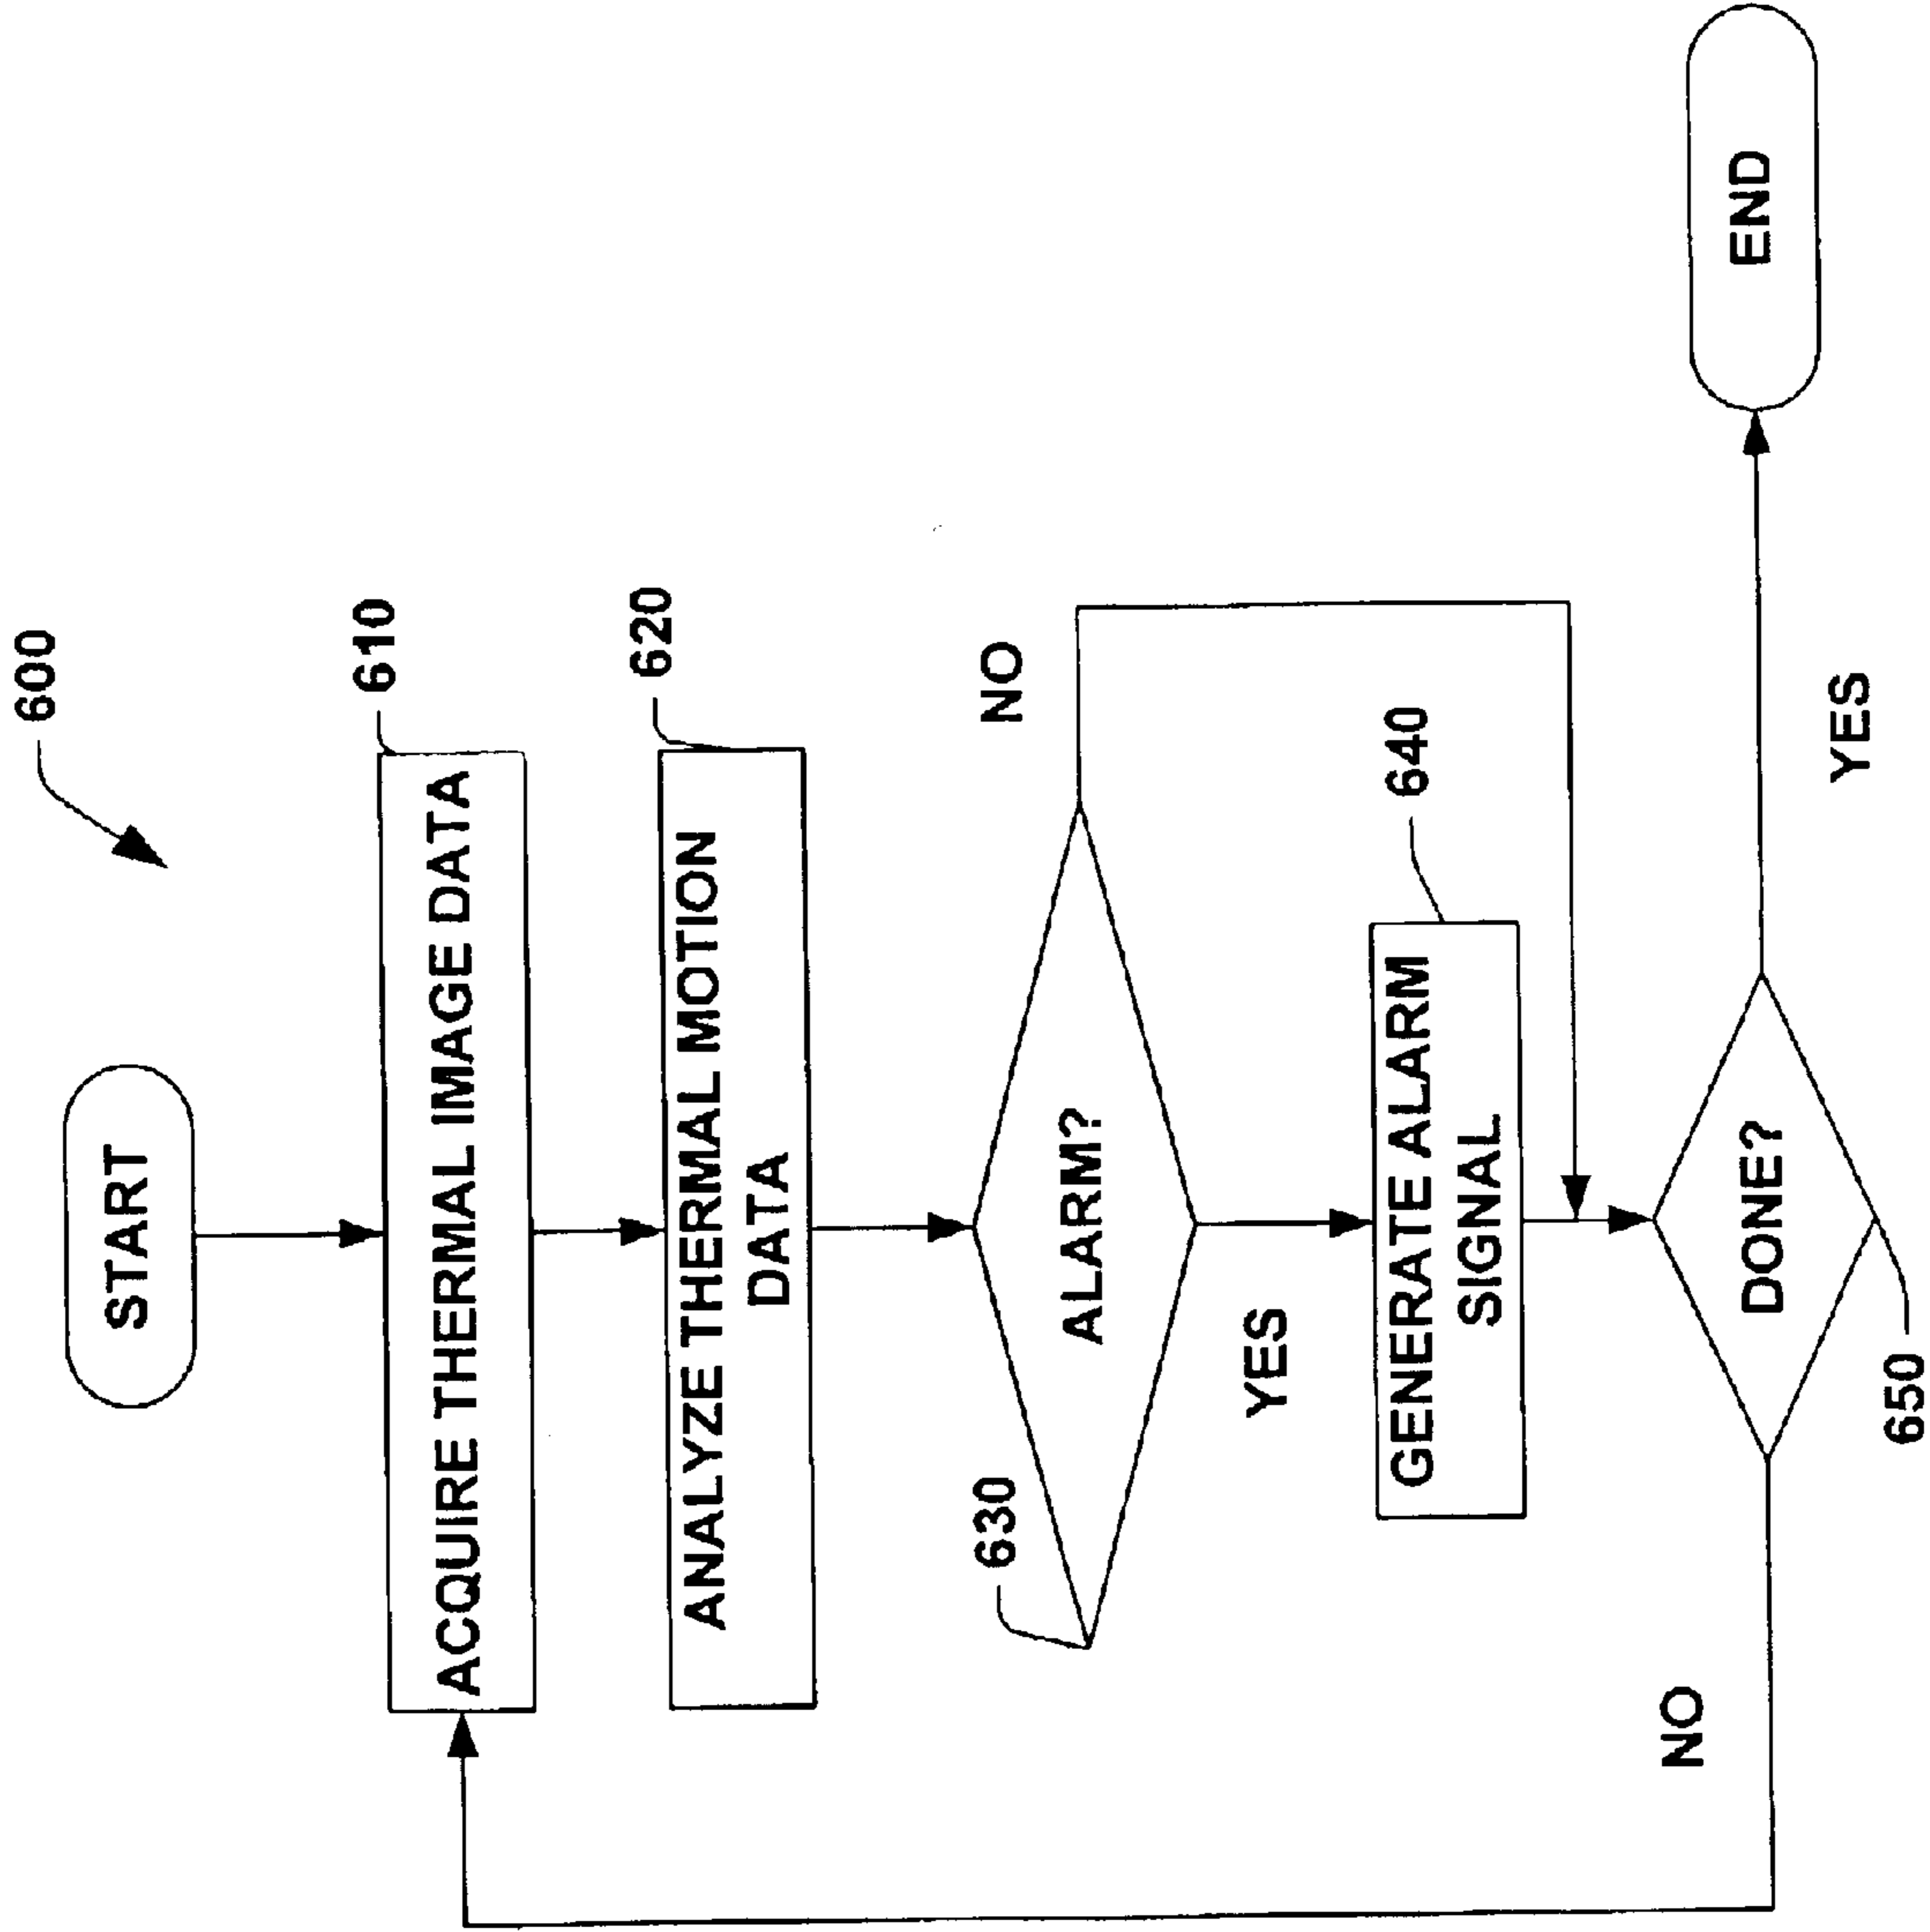 600
START
610
ACQUIRE THERMAL IMAGE DATA
620
ANALYZE THERMAL MOTION
DATA
630
ALARM?
NO
YES
640
GENERATE ALARM
SIGNAL
NO
DONE?
YES
END
650